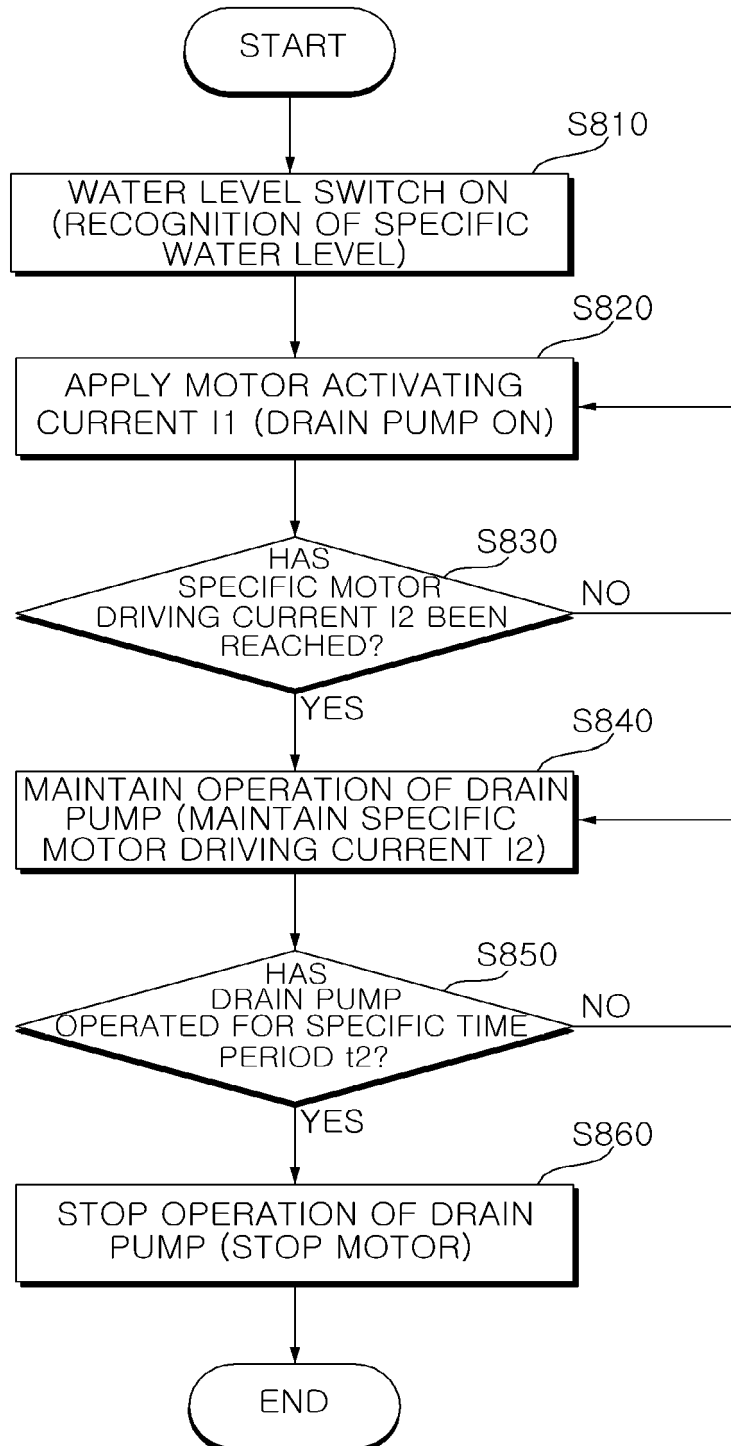 START
S810
WATER LEVEL SWITCH ON
(RECOGNITION OF SPECIFIC
WATER LEVEL)
S820
APPLY MOTOR ACTIVATING
CURRENT I1 (DRAIN PUMP ON)
S830
HAS
SPECIFIC MOTOR
DRIVING CURRENT I2 BEEN
REACHED?
NO
YES
S840
MAINTAIN OPERATION OF DRAIN
PUMP (MAINTAIN SPECIFIC
MOTOR DRIVING CURRENT I2)
S850
HAS
DRAIN PUMP
OPERATED FOR SPECIFIC TIME
PERIOD t2?
NO
YES
S860
STOP OPERATION OF DRAIN
PUMP (STOP MOTOR)
END